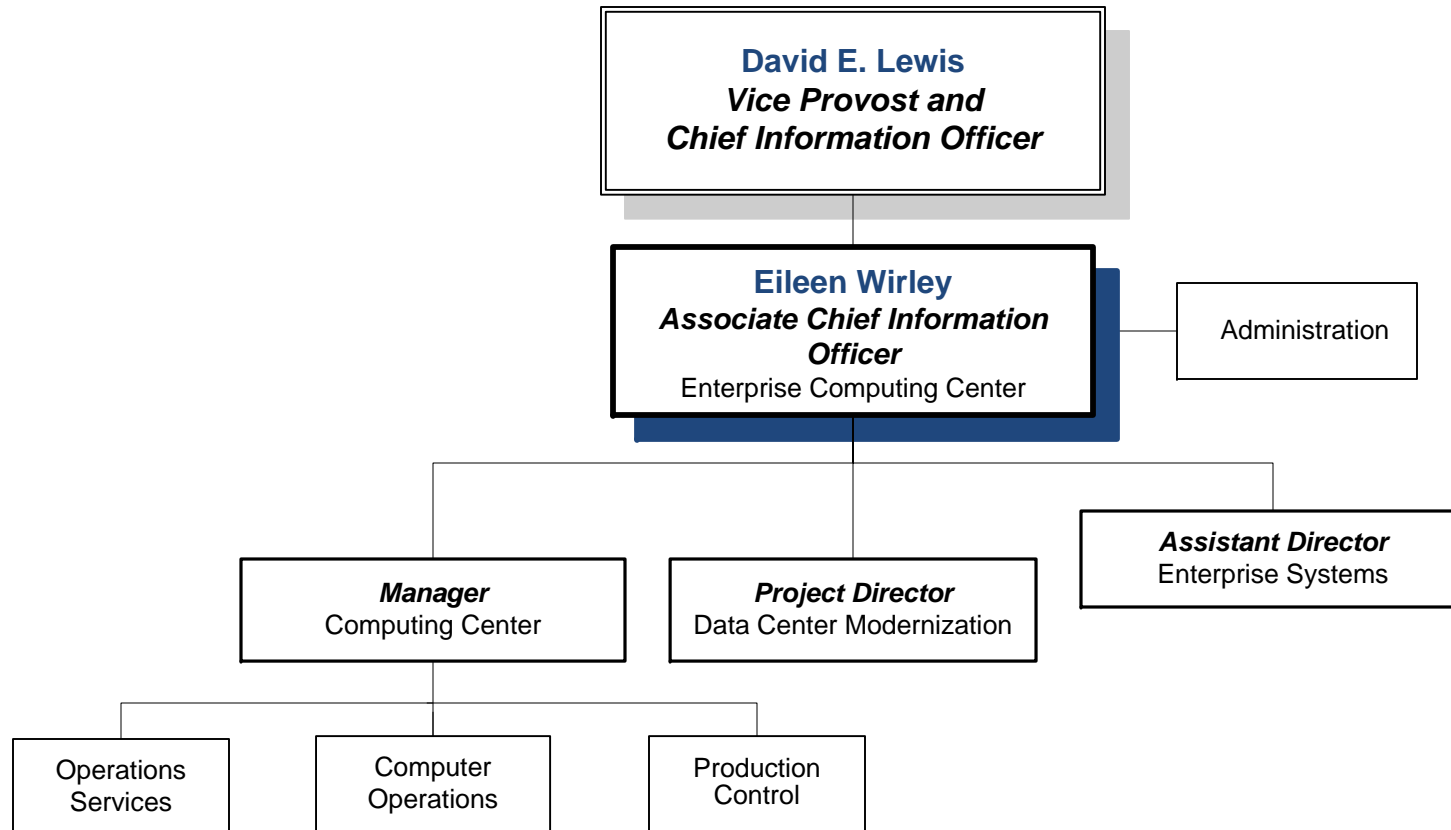 David E. Lewis
Vice Provost and
Chief Information Officer
Eileen Wirley
Associate Chief Information
Officer
Enterprise Computing Center
Administration
Manager
Computing Center
Project Director
Data Center Modernization
Assistant Director
Enterprise Systems
Operations
Services
Computer
Operations
Production
Control